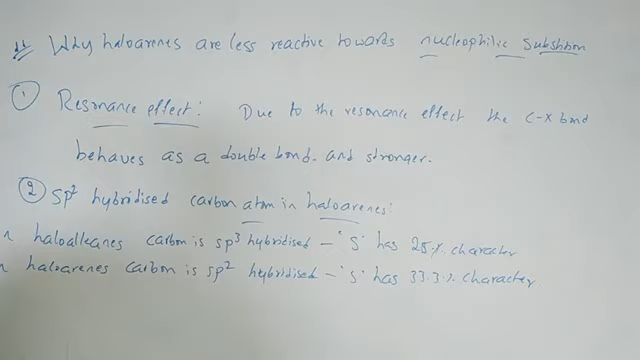 Why haloarenes are less reactive towards nucleophilic
① Resonance effect: Due to the resonance effect the C-X bond
behaves as a double bond. and stronger.
② sp² hybridised carbon atom in haloarenes:
haloalkanes carbon is sp³ hybridised - 'S' has 25% character
haloarenes carbon is sp² hybridised - 'S' has 33.3% character